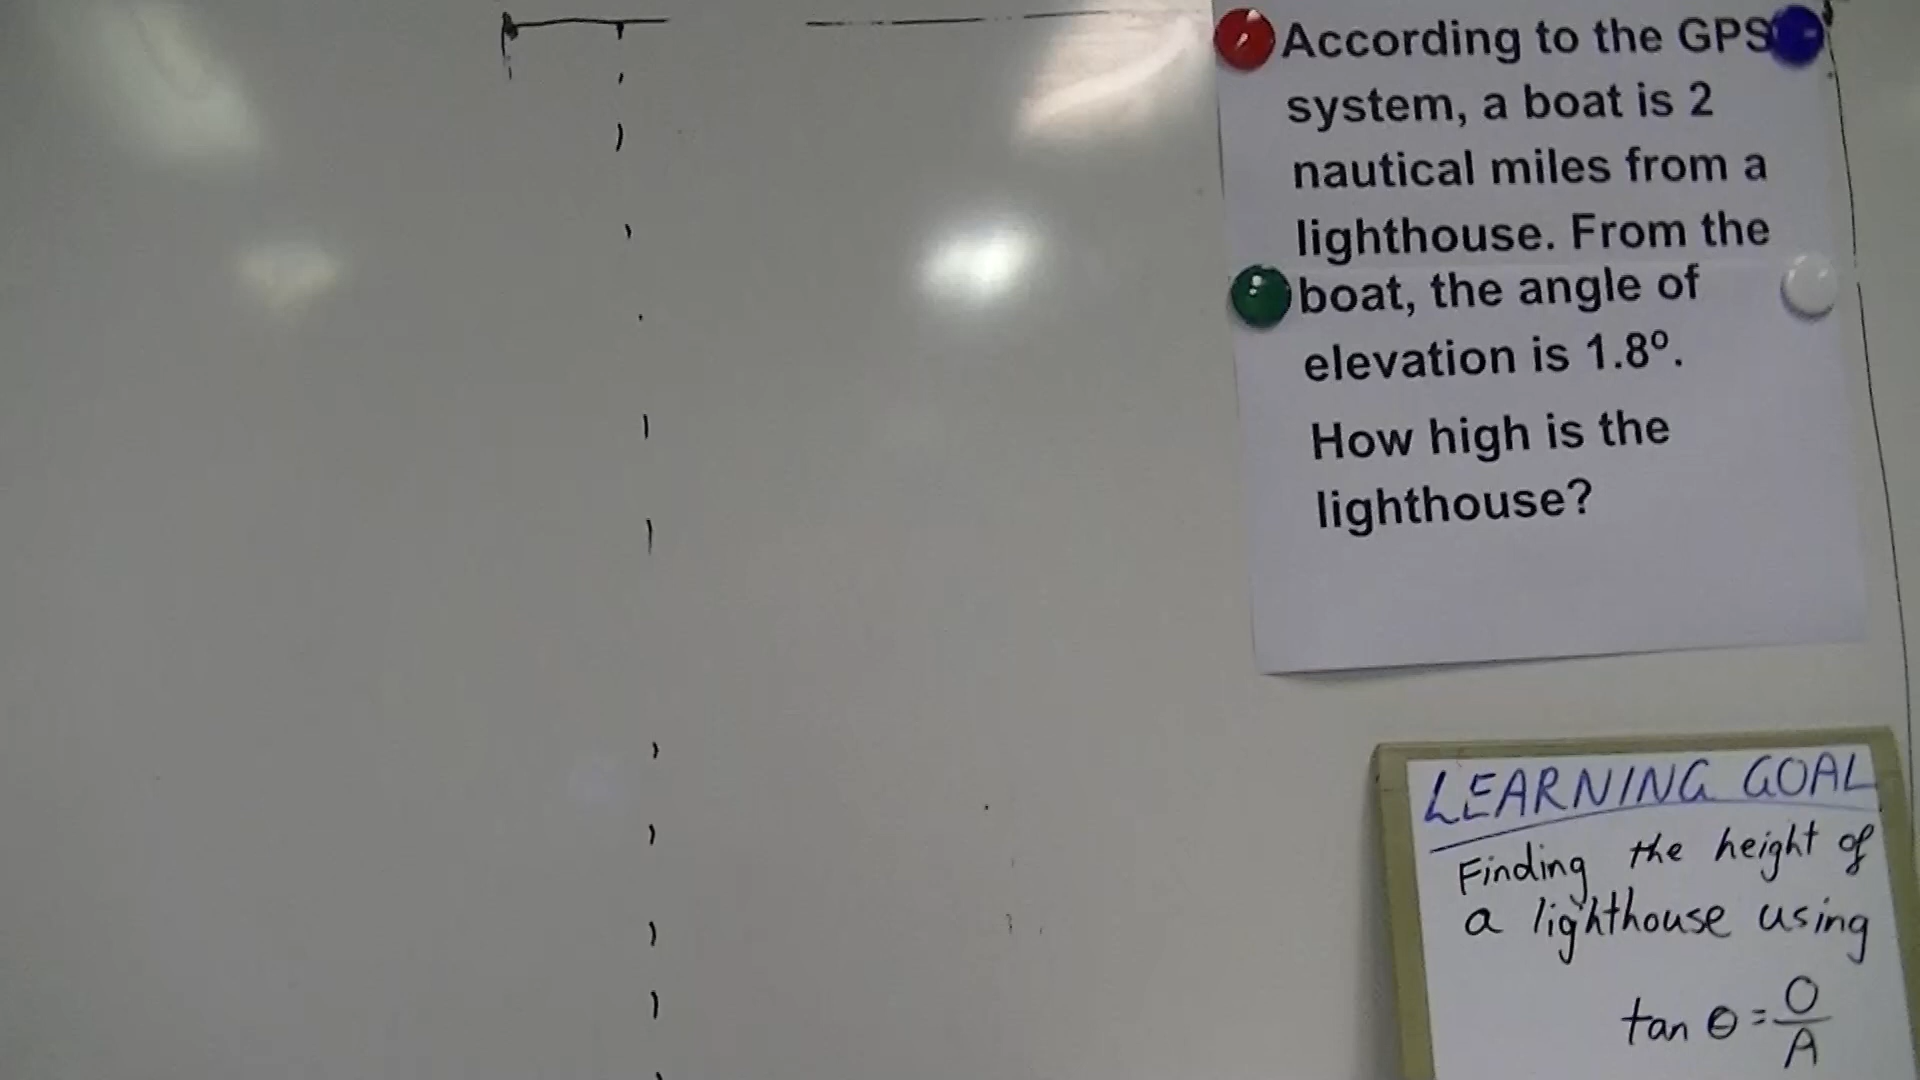 According to the GPS
system, a boat is 2
nautical miles from a
lighthouse. From the
boat, the angle of
elevation is 1.8º.
How high is the
lighthouse?
LEARNING GOAL
Finding the height of
a lighthouse using
tan θ = O/A